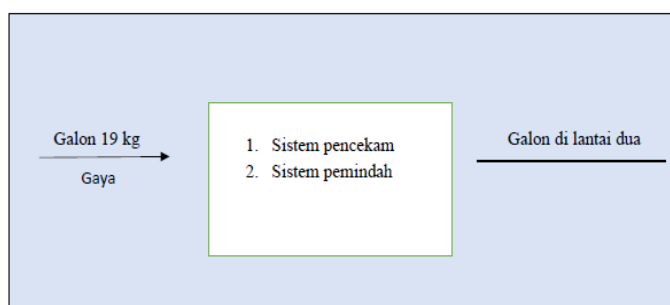 Galon 19 kg
Gaya
1. Sistem pencekam
2. Sistem pemindah
Galon di lantai dua